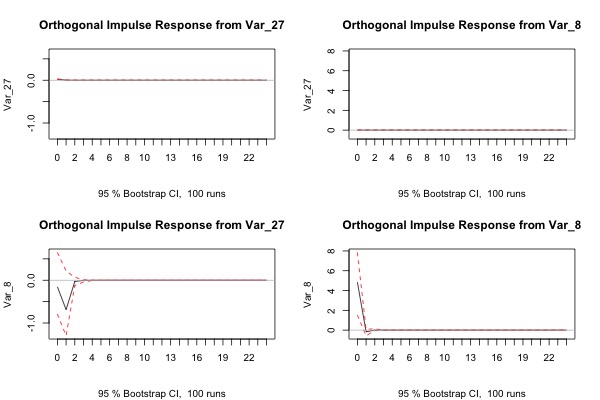 Orthogonal Impulse Response from Var_27
Var_27
0.0
-1.0
0 2 4 6 8 10 13 16 19 22
95 % Bootstrap CI, 100 runs
Orthogonal Impulse Response from Var_8
Var_27
8
6
4
2
0
0 2 4 6 8 10 13 16 19 22
95 % Bootstrap CI, 100 runs
Orthogonal Impulse Response from Var_27
Var_8
0.0
-1.0
0 2 4 6 8 10 13 16 19 22
95 % Bootstrap CI, 100 runs
Orthogonal Impulse Response from Var_8
Var_8
8
6
4
2
0
0 2 4 6 8 10 13 16 19 22
95 % Bootstrap CI, 100 runs